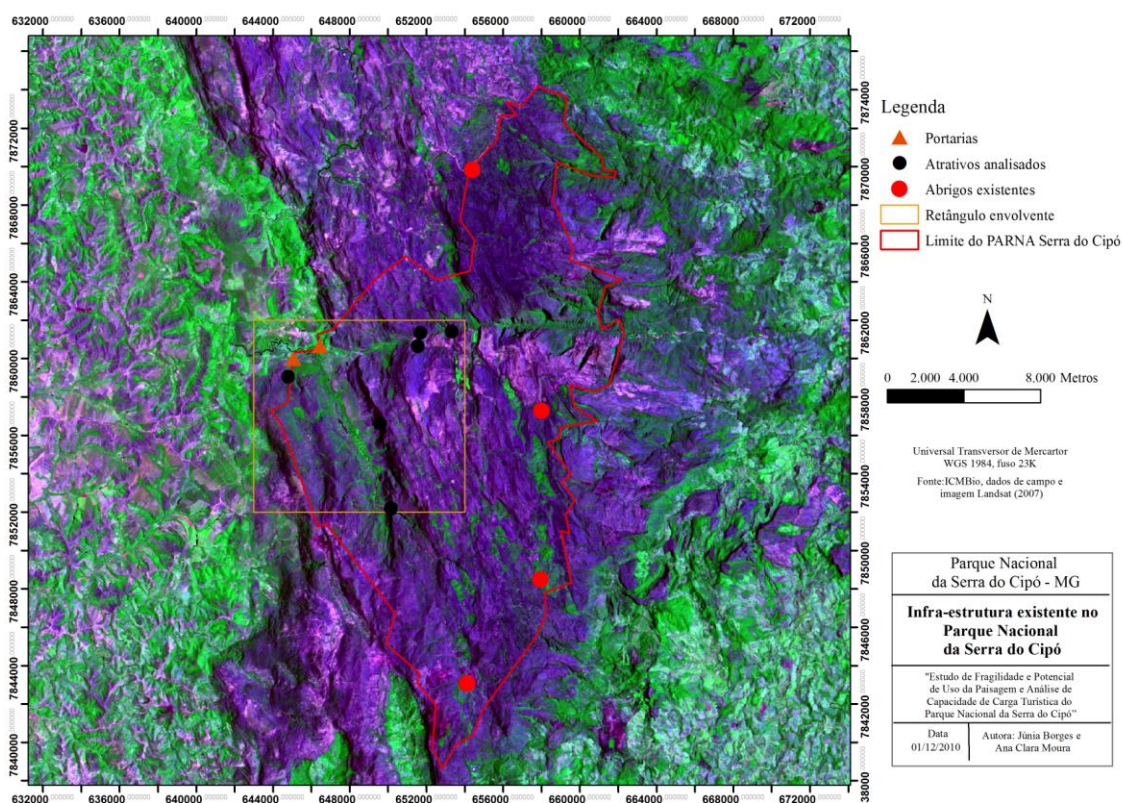 632000 636000 640000 644000 648000 652000 656000 660000 664000 668000 672000
7872000
7868000
7864000
7860000
7856000
7852000
7848000
7844000
7840000
7874000
7870000
7866000
7862000
7858000
7854000
7850000
7846000
7842000
632000 636000 640000 644000 648000 652000 656000 660000 664000 668000 672000
Legenda
Portarias
Atrativos analisados
Abrigos existentes
Retângulo envolvente
Limite do PARNA Serra do Cipó
N
0 2.000 4.000 8.000 Metros
Universal Transversor de Mercartor
WGS 1984, fuso 23K
Fonte:ICMBio, dados de campo e
imagem Landsat (2007)
Parque Nacional
da Serra do Cipó - MG
Infra-estrutura existente no
Parque Nacional
da Serra do Cipó
"Estudo de Fragilidade e Potencial
de Uso da Paisagem e Análise de
Capacidade de Carga Turistica do
Parque Nacional da Serra do Cipó"
Data
01/12/2010
Autora: Júnia Borges e
Ana Clara Moura